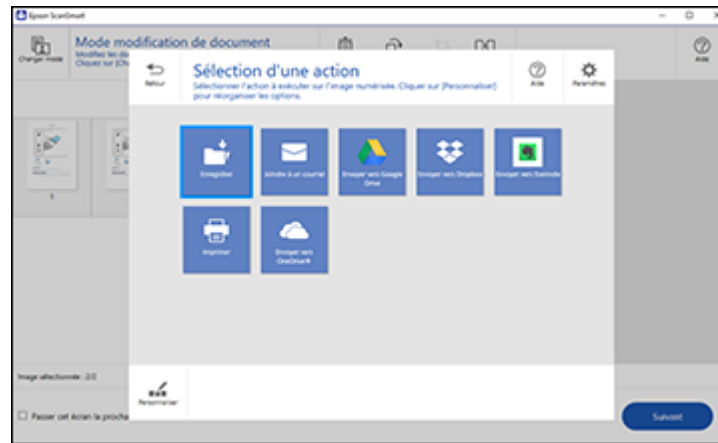 Epson ScanSmart
Changer mode
Mode modification de document
Modifiez les do
Cliquez sur [Ch
Aide
Retour
Sélection d'une action
Sélectionner l'action à exécuter sur l'image numérisée. Cliquer sur [Personnaliser]
pour réorganiser les options.
Aide
Paramètres
Enregistrer
Joindre à un courriel
Envoyer vers Google
Drive
Envoyer vers Dropbox
Envoyer vers Evernote
Imprimer
Envoyer vers
OneDrive®
1
Image sélectionnée : 2/2
Personnaliser
Passer cet écran la procha
Suivant